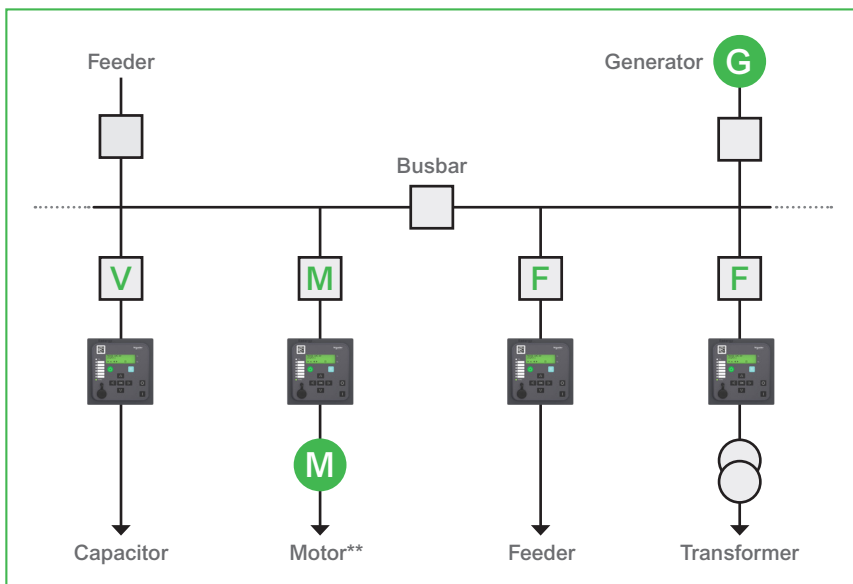 Feeder
Generator
G
Busbar
V
M
F
F
M
Capacitor
Motor**
Feeder
Transformer